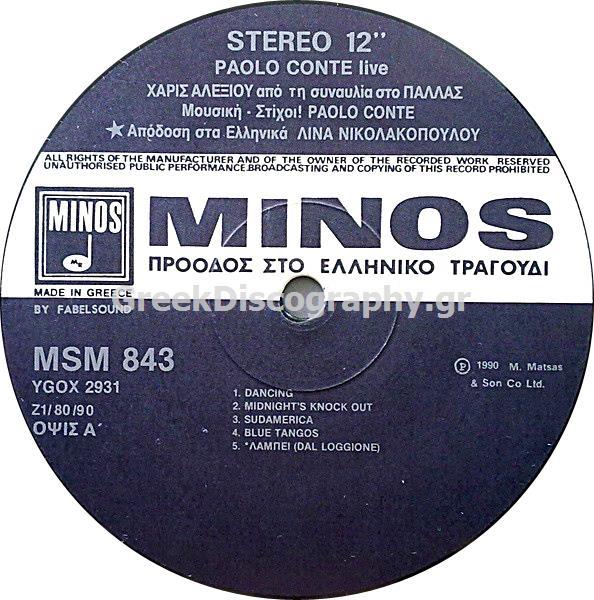 STEREO 12"
PAOLO CONTE live
ΧΑΡΙΣ ΑΛΕΞΙΟΥ από τη συναυλία στο ΠΑΛΛΑΣ
Μουσική - Στίχοι! PAOLO CONTE
★ Απόδοση στα Ελληνικά ΛΙΝΑ ΝΙΚΟΛΑΚΟΠΟΥΛΟΥ
ALL RIGHTS OF THE MANUFACTURER AND OF THE OWNER OF THE RECORDED WORK RESERVED
UNAUTHORISED PUBLIC PERFORMANCE.BROADCASTING AND COPYING OF THIS RECORD PROHIBITED
MINOS
MINOS
ΠΡΟΟΔΟΣ ΣΤΟ ΕΛΛΗΝΙΚΟ ΤΡΑΓΟΥΔΙ
MADE IN GREECE
GreekDiscography.gr
BY FABELSOUND
MSM 843
YGOX 2931
Z1/80/90
ΟΨΙΣ Α΄
℗ 1990 M. Matsas
& Son Co Ltd.
1. DANCING
2. MIDNIGHT'S KNOCK OUT
3. SUDAMERICA
4. BLUE TANGOS
5. *ΛΑΜΠΕΙ (DAL LOGGIONE)